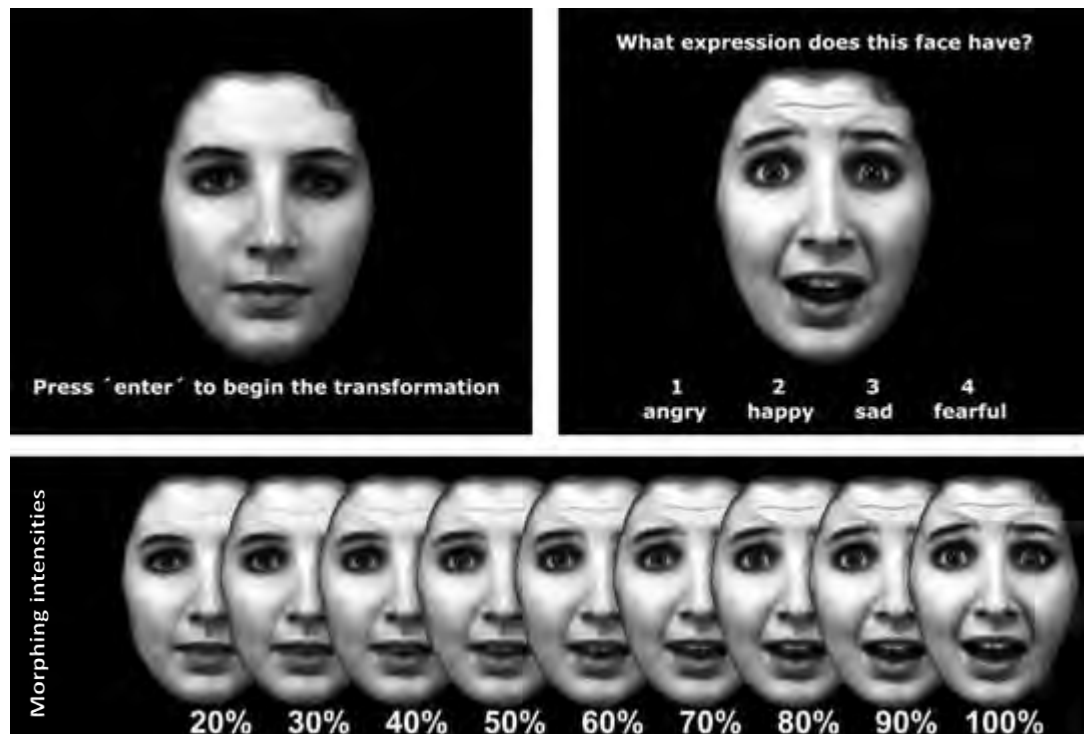 Press ´enter´ to begin the transformation
What expression does this face have?
1 2 3 4
angry happy sad fearful
Morphing intensities
20% 30% 40% 50% 60% 70% 80% 90% 100%